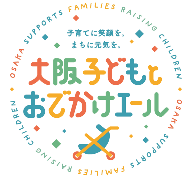 OSAKA SUPPORTS FAMILIES RAISING CHILDREN
子育てに笑顔を。
まちに元気を。
大阪子どもと
おでかけエール
OSAKA SUPPORTS FAMILIES RAISING CHILDREN